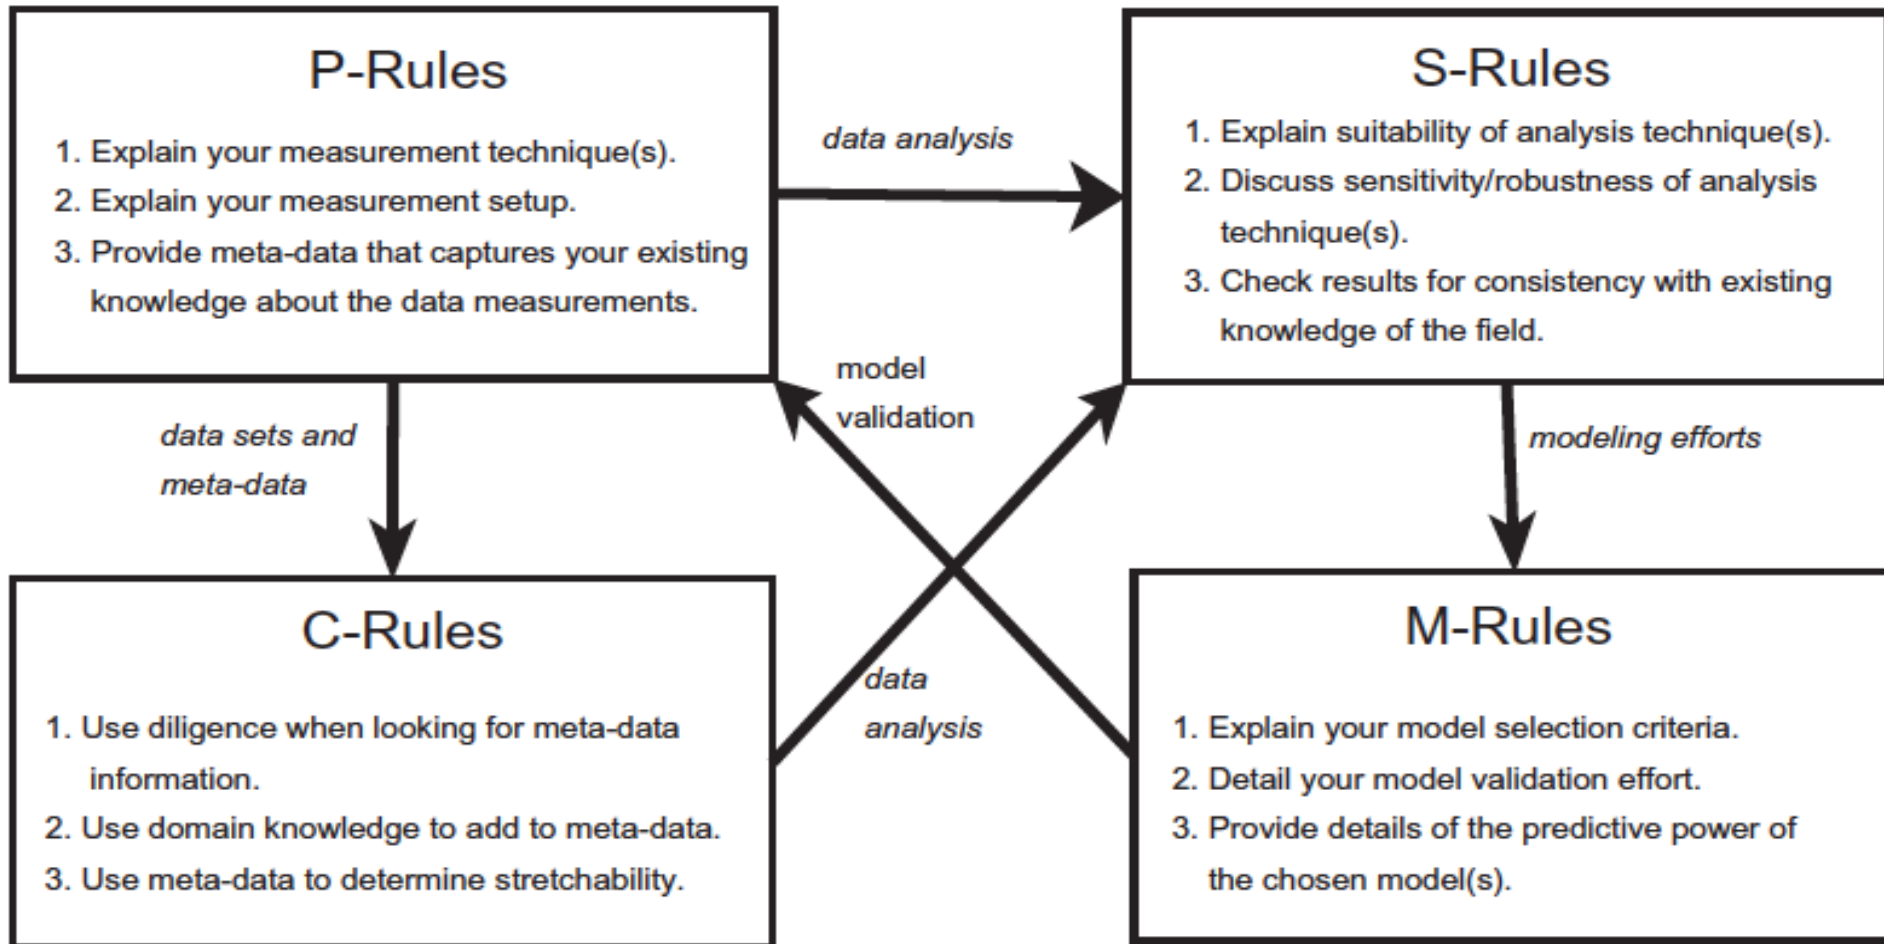 P-Rules
1. Explain your measurement technique(s).
2. Explain your measurement setup.
3. Provide meta-data that captures your existing
knowledge about the data measurements.
data analysis
S-Rules
1. Explain suitability of analysis technique(s).
2. Discuss sensitivity/robustness of analysis
technique(s).
3. Check results for consistency with existing
knowledge of the field.
data sets and
meta-data
model
validation
modeling efforts
C-Rules
1. Use diligence when looking for meta-data
information.
2. Use domain knowledge to add to meta-data.
3. Use meta-data to determine stretchability.
data
analysis
M-Rules
1. Explain your model selection criteria.
2. Detail your model validation effort.
3. Provide details of the predictive power of
the chosen model(s).